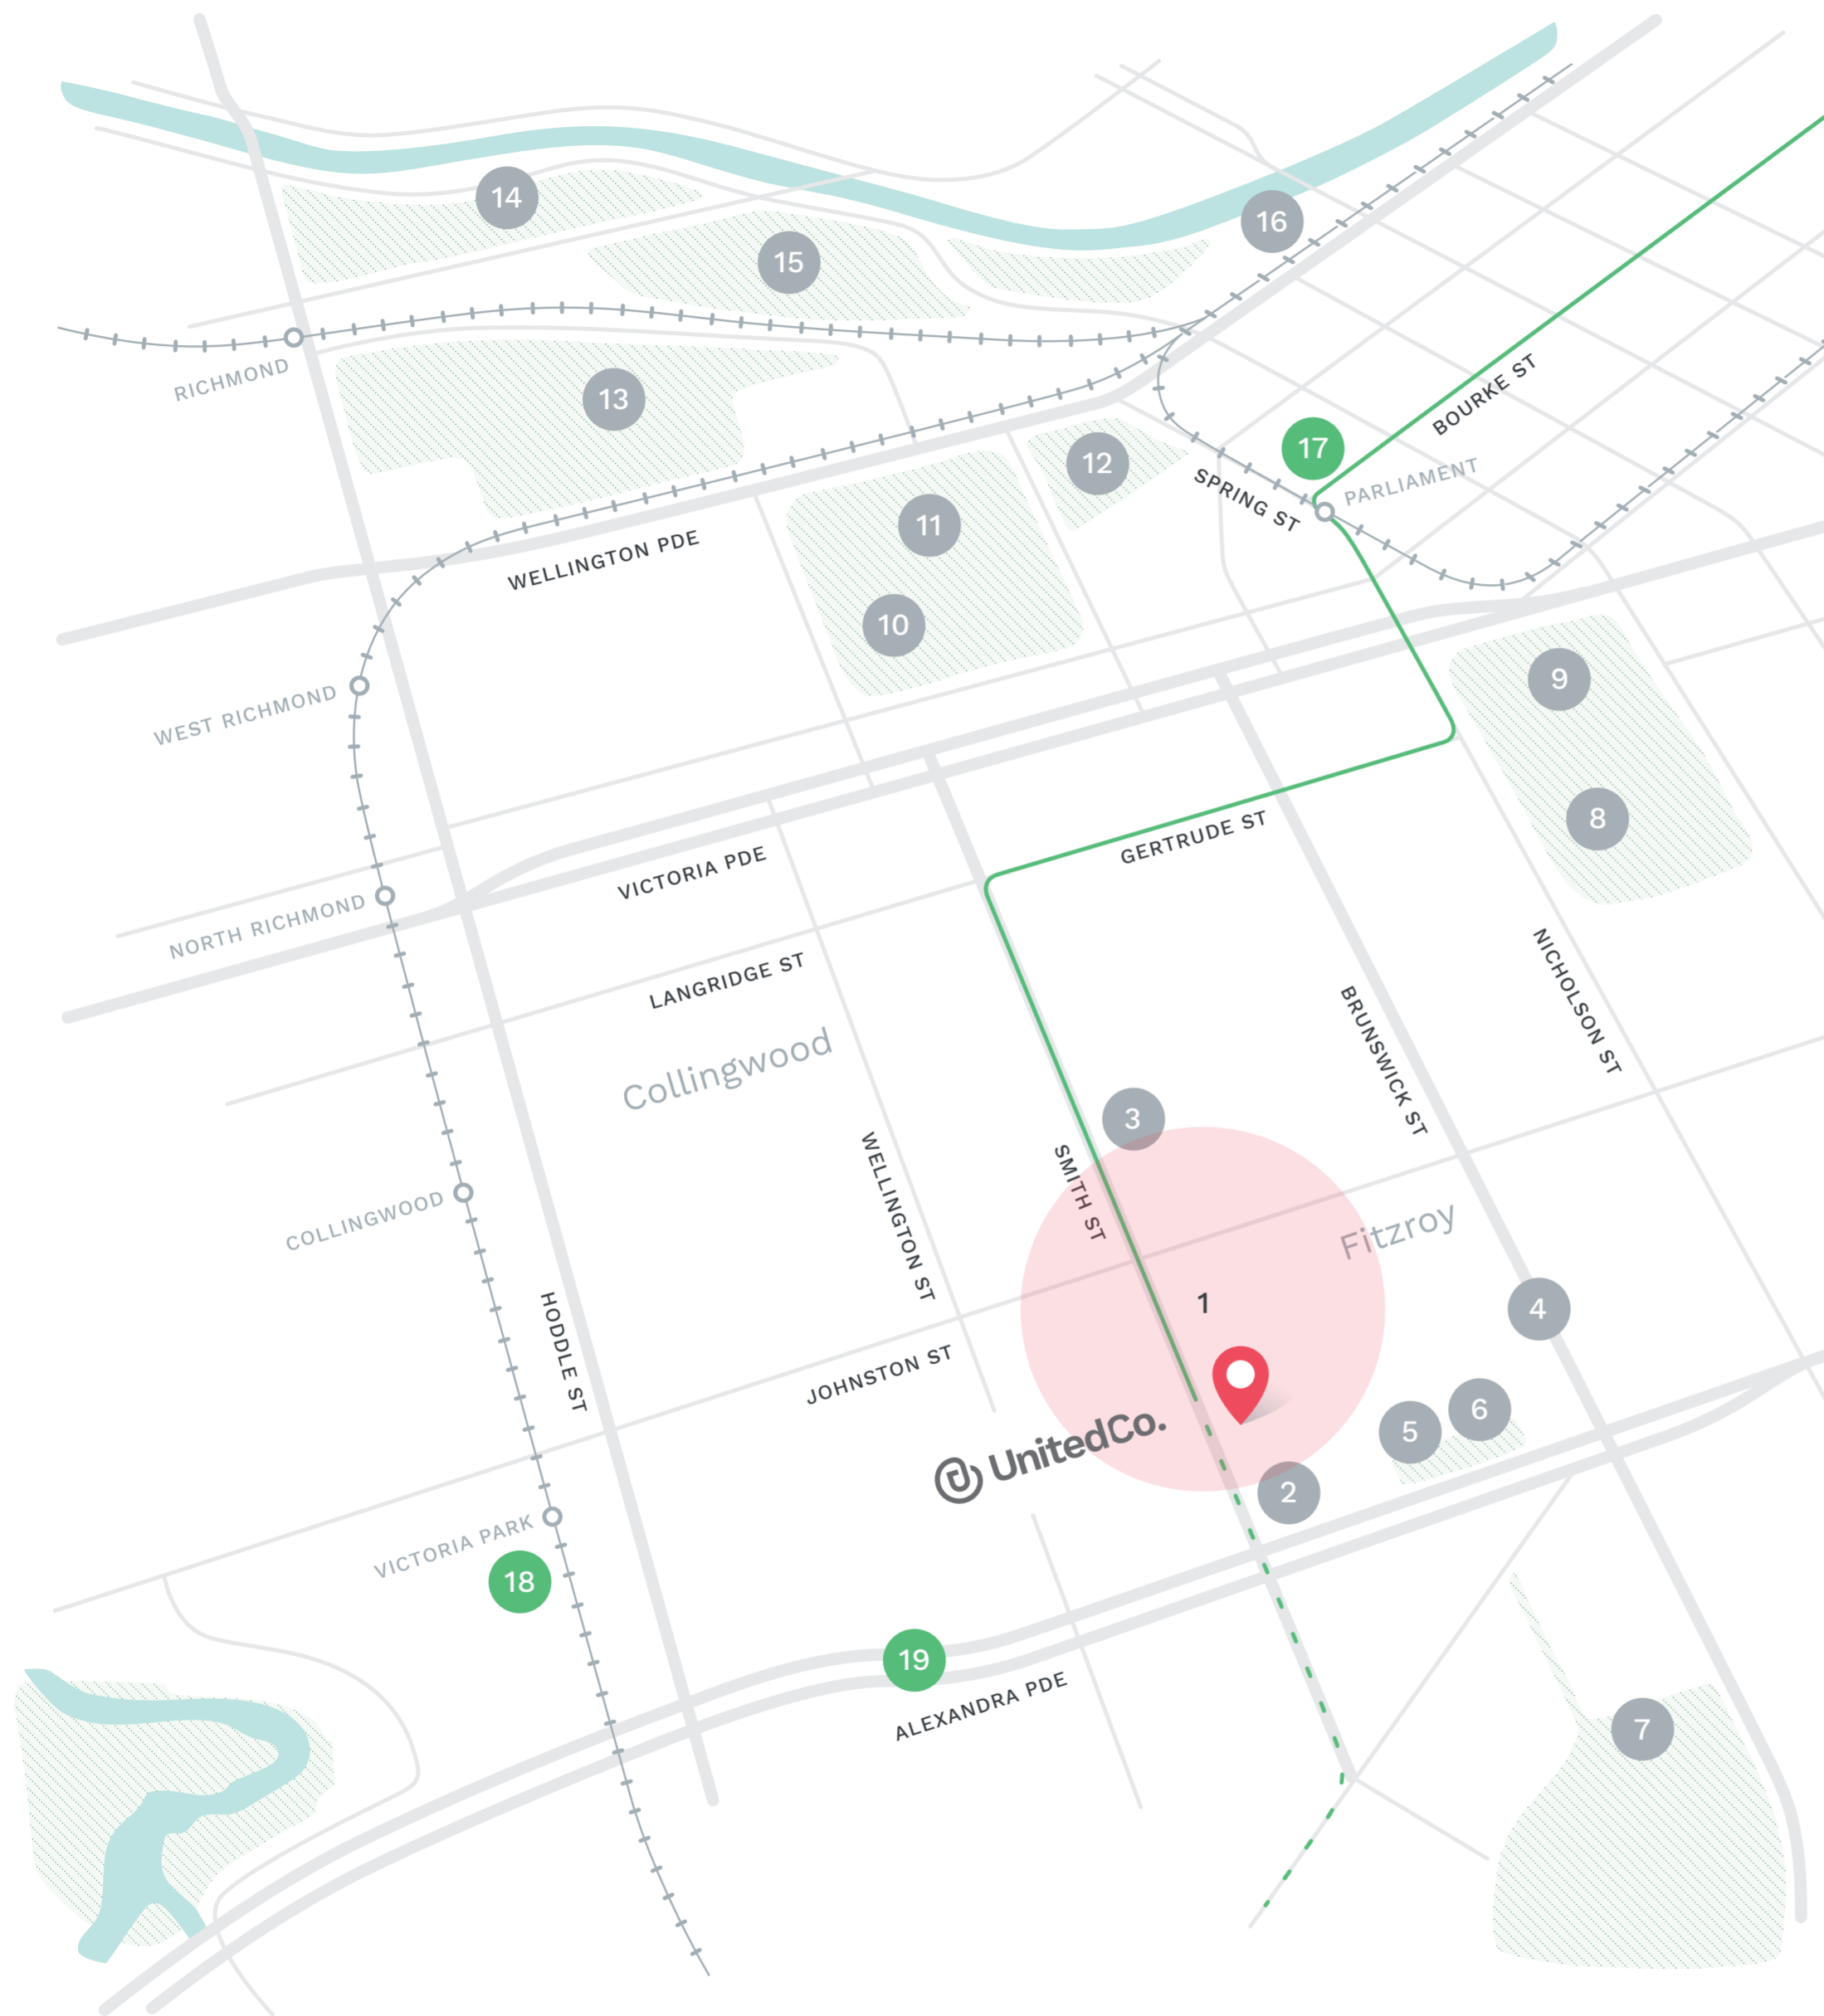 14
16
15
RICHMOND
13
BOURKE ST
17
12
PARLIAMENT
SPRING ST
11
WELLINGTON PDE
10
9
WEST RICHMOND
8
GERTRUDE ST
VICTORIA PDE
NORTH RICHMOND
LANGRIDGE ST
NICHOLSON ST
BRUNSWICK ST
Collingwood
3
SMITH ST
WELLINGTON ST
COLLINGWOOD
Fitzroy
1
4
HODDLE ST
JOHNSTON ST
6
5
UnitedCo.
2
VICTORIA PARK
18
19
ALEXANDRA PDE
7